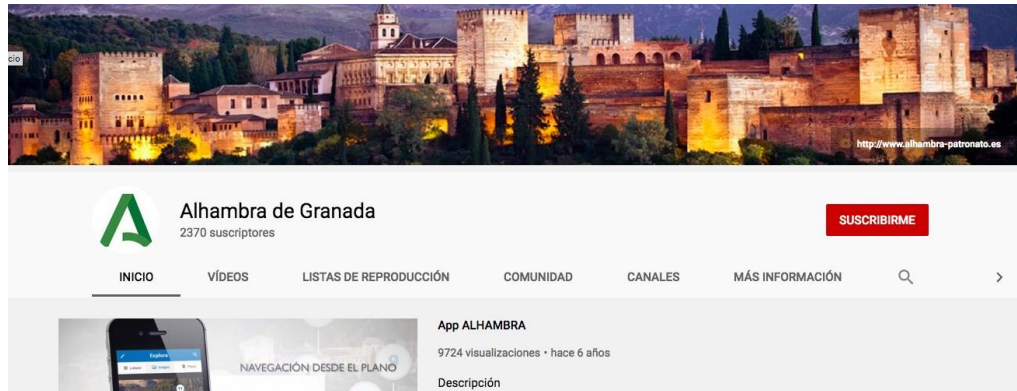 cio
http://www.alhambra-patronato.es
Alhambra de Granada
2370 suscriptores
SUSCRIBIRME
INICIO VÍDEOS LISTAS DE REPRODUCCIÓN COMUNIDAD CANALES MÁS INFORMACIÓN
App ALHAMBRA
9724 visualizaciones • hace 6 años
Descripción
Explora
NAVEGACIÓN DESDE EL PLANO